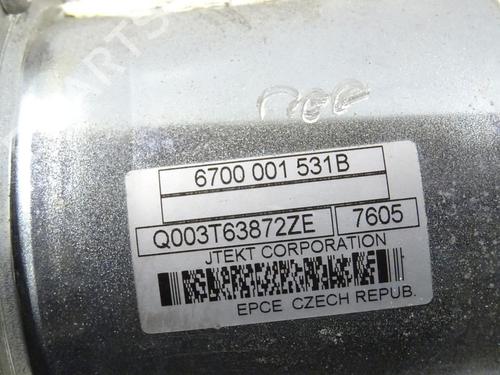 6700 001 531B
Q003T63872ZE 7605
JTEKT CORPORATION
EPCE CZECH REPUB.